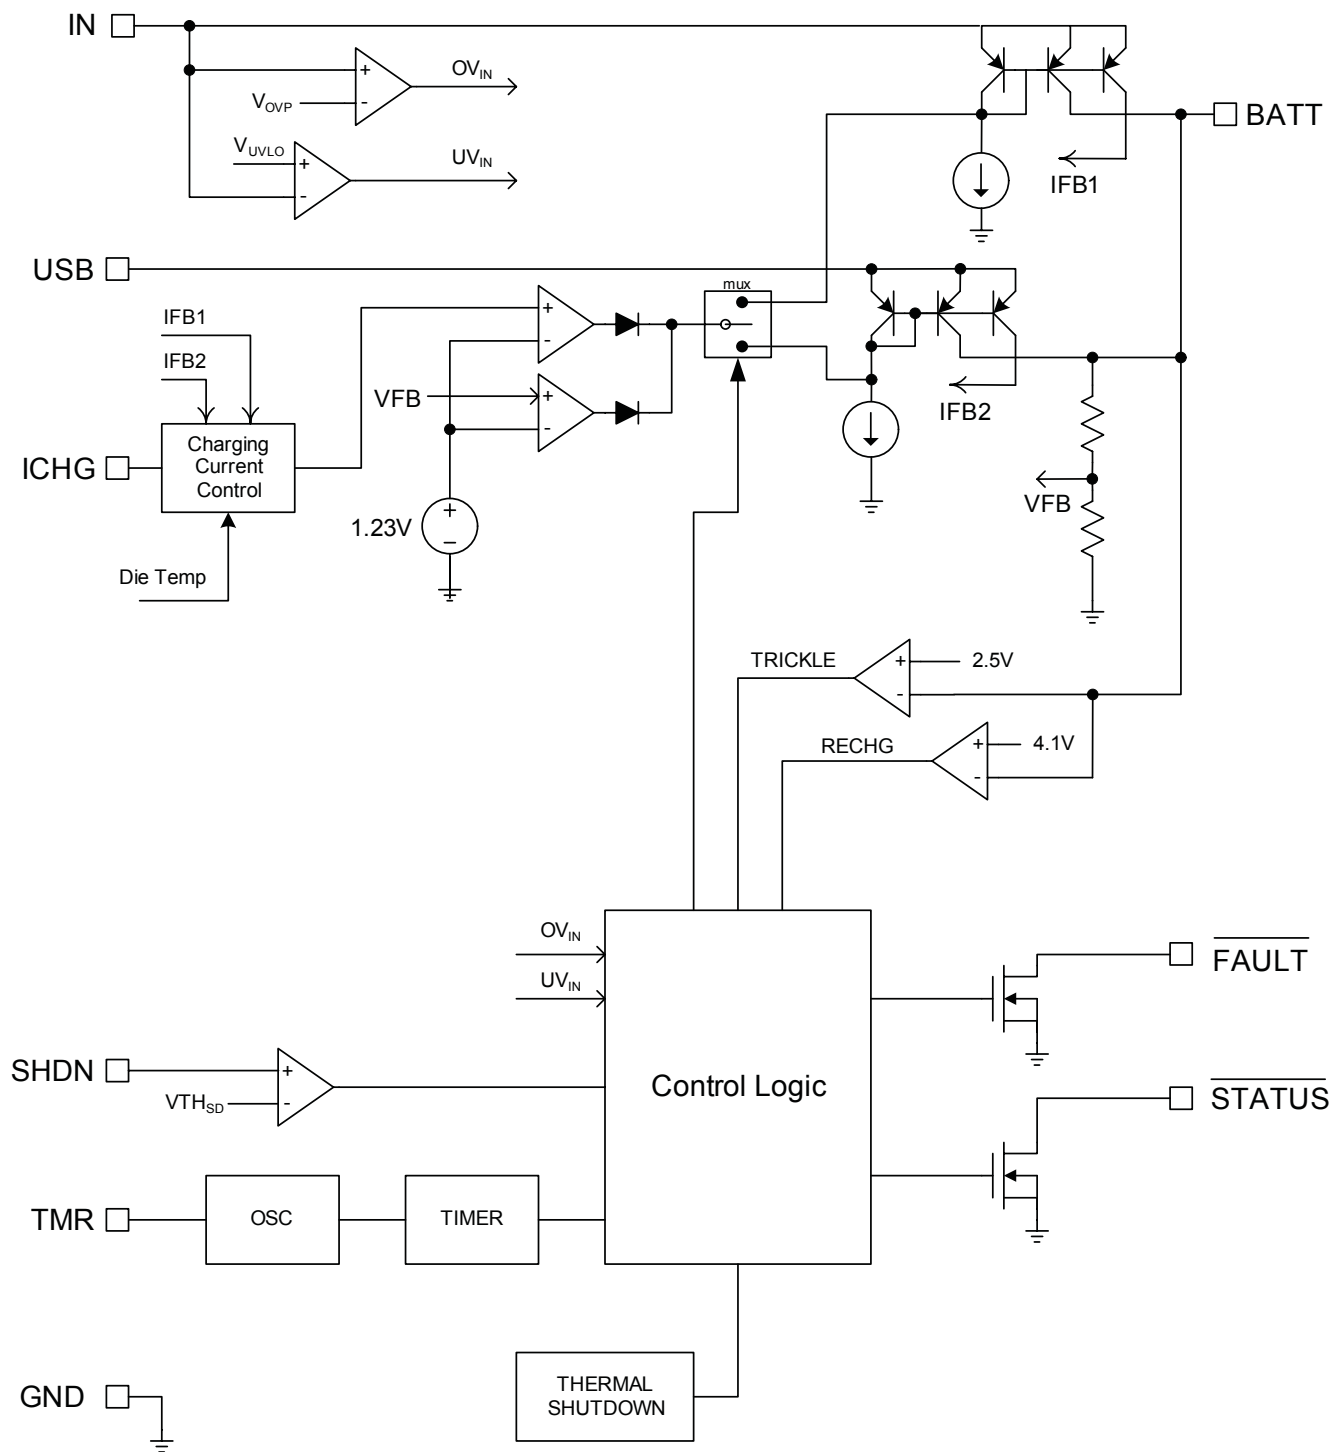 IN
+
OV_IN
V_OVP
-
BATT
V_UVLO
+
UV_IN
-
IFB1
USB
mux
IFB1
+
IFB2
-
VFB
+
IFB2
-
Charging
Current
Control
ICHG
VFB
1.23V
+
−
Die Temp
TRICKLE
+
2.5V
-
RECHG
+
4.1V
-
OV_IN
FAULT
UV_IN
SHDN
+
VTH_SD
-
Control Logic
STATUS
TMR
OSC
TIMER
GND
THERMAL
SHUTDOWN